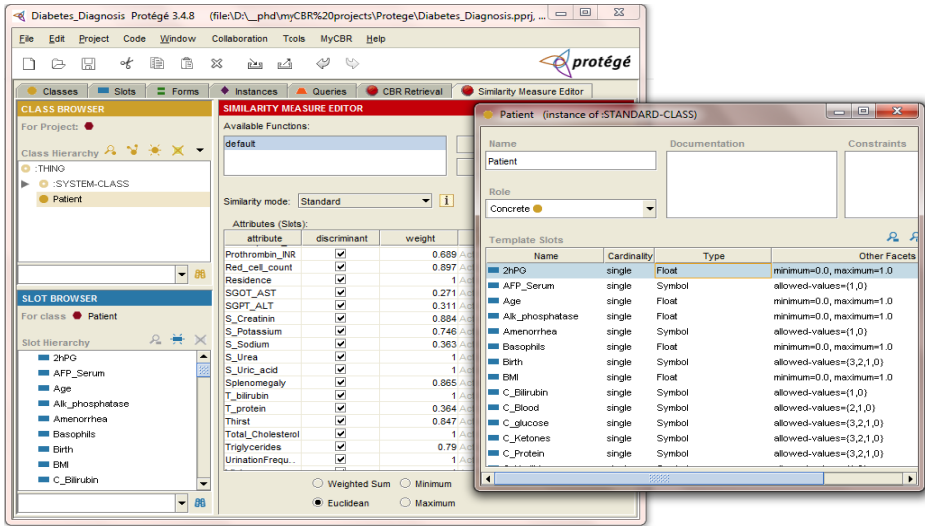 Diabetes_Diagnosis Protégé 3.4.8 (file:\D:\__phd\myCBR%20projects\Protege\Diabetes_Diagnosis.pprj, ...
File Edit Project Code Window Collaboration Tools MyCBR Help
protégé
Classes Slots Forms Instances Queries CBR Retrieval Similarity Measure Editor
CLASS BROWSER
For Project:
Class Hierarchy
:THING
:SYSTEM-CLASS
Patient
SLOT BROWSER
For class Patient
Slot Hierarchy
2hPG
AFP_Serum
Age
Alk_phosphatase
Amenorrhea
Basophils
Birth
BMI
C_Bilirubin
SIMILARITY MEASURE EDITOR
Available Functions:
default
Similarity mode: Standard
Attributes (Slots):
attribute discriminant weight
Prothrombin_INR 0.689
Red_cell_count 0.897
Residence 1
SGOT_AST 0.271
SGPT_ALT 0.311
S_Creatinin 0.884
S_Potassium 0.746
S_Sodium 0.363
S_Urea 1
S_Uric_acid 1
Splenomegaly 0.865
T_bilirubin 1
T_protein 0.364
Thirst 0.847
Total_Cholesterol 1
Triglycerides 0.79
UrinationFrequ.. 1
Weighted Sum Minimum
Euclidean Maximum
Patient (instance of :STANDARD-CLASS)
Name Documentation Constraints
Patient
Role
Concrete
Template Slots
Name Cardinality Type Other Facets
2hPG single Float minimum=0.0, maximum=1.0
AFP_Serum single Symbol allowed-values={1,0}
Age single Float minimum=0.0, maximum=1.0
Alk_phosphatase single Float minimum=0.0, maximum=1.0
Amenorrhea single Symbol allowed-values={1,0}
Basophils single Float minimum=0.0, maximum=1.0
Birth single Symbol allowed-values={3,2,1,0}
BMI single Float minimum=0.0, maximum=1.0
C_Bilirubin single Symbol allowed-values={1,0}
C_Blood single Symbol allowed-values={2,1,0}
C_glucose single Symbol allowed-values={3,2,1,0}
C_Ketones single Symbol allowed-values={3,2,1,0}
C_Protein single Symbol allowed-values={3,2,1,0}